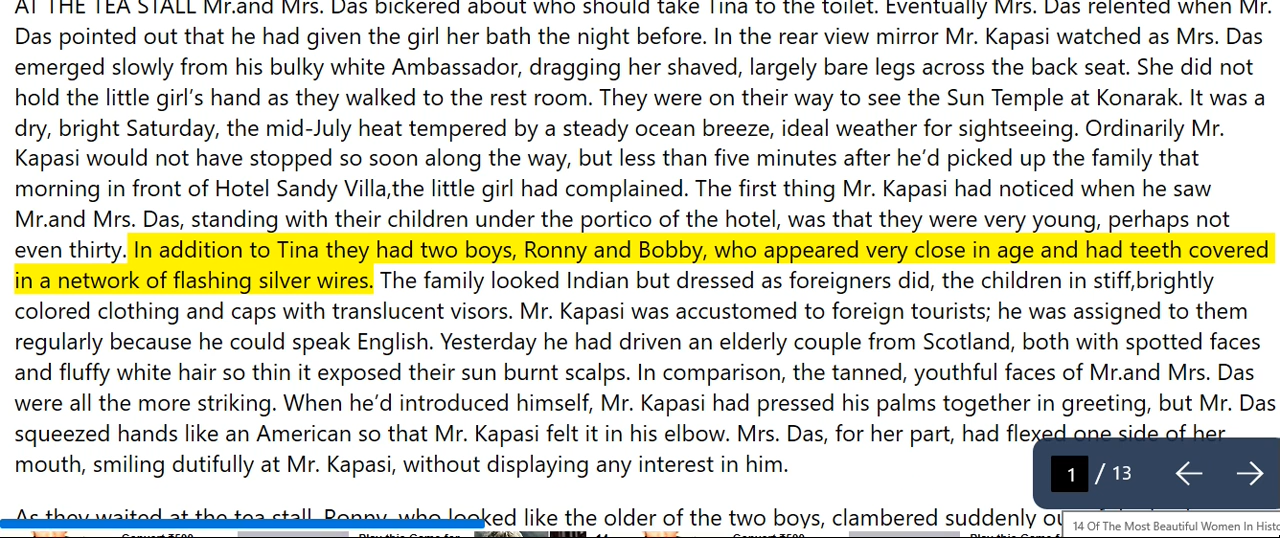 AT THE TEA STALL Mr.and Mrs. Das bickered about who should take Tina to the toilet. Eventually Mrs. Das relented when Mr.
Das pointed out that he had given the girl her bath the night before. In the rear view mirror Mr. Kapasi watched as Mrs. Das
emerged slowly from his bulky white Ambassador, dragging her shaved, largely bare legs across the back seat. She did not
hold the little girl’s hand as they walked to the rest room. They were on their way to see the Sun Temple at Konarak. It was a
dry, bright Saturday, the mid-July heat tempered by a steady ocean breeze, ideal weather for sightseeing. Ordinarily Mr.
Kapasi would not have stopped so soon along the way, but less than five minutes after he’d picked up the family that
morning in front of Hotel Sandy Villa,the little girl had complained. The first thing Mr. Kapasi had noticed when he saw
Mr.and Mrs. Das, standing with their children under the portico of the hotel, was that they were very young, perhaps not
even thirty. In addition to Tina they had two boys, Ronny and Bobby, who appeared very close in age and had teeth covered
in a network of flashing silver wires. The family looked Indian but dressed as foreigners did, the children in stiff,brightly
colored clothing and caps with translucent visors. Mr. Kapasi was accustomed to foreign tourists; he was assigned to them
regularly because he could speak English. Yesterday he had driven an elderly couple from Scotland, both with spotted faces
and fluffy white hair so thin it exposed their sun burnt scalps. In comparison, the tanned, youthful faces of Mr.and Mrs. Das
were all the more striking. When he’d introduced himself, Mr. Kapasi had pressed his palms together in greeting, but Mr. Das
squeezed hands like an American so that Mr. Kapasi felt it in his elbow. Mrs. Das, for her part, had flexed one side of her
mouth, smiling dutifully at Mr. Kapasi, without displaying any interest in him.
1 / 13
As they waited at the tea stall, Ronny, who looked like the older of the two boys, clambered suddenly
14 Of The Most Beautiful Women In Histo